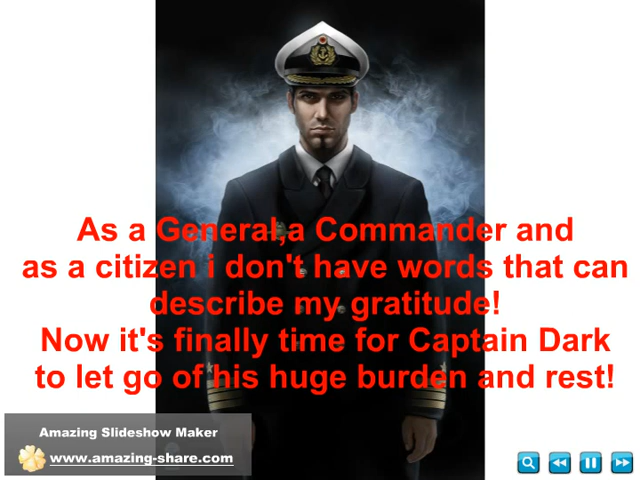 As a General,a Commander and
as a citizen i don't have words that can
describe my gratitude!
Now it's finally time for Captain Dark
to let go of his huge burden and rest!
Amazing Slideshow Maker
www.amazing-share.com